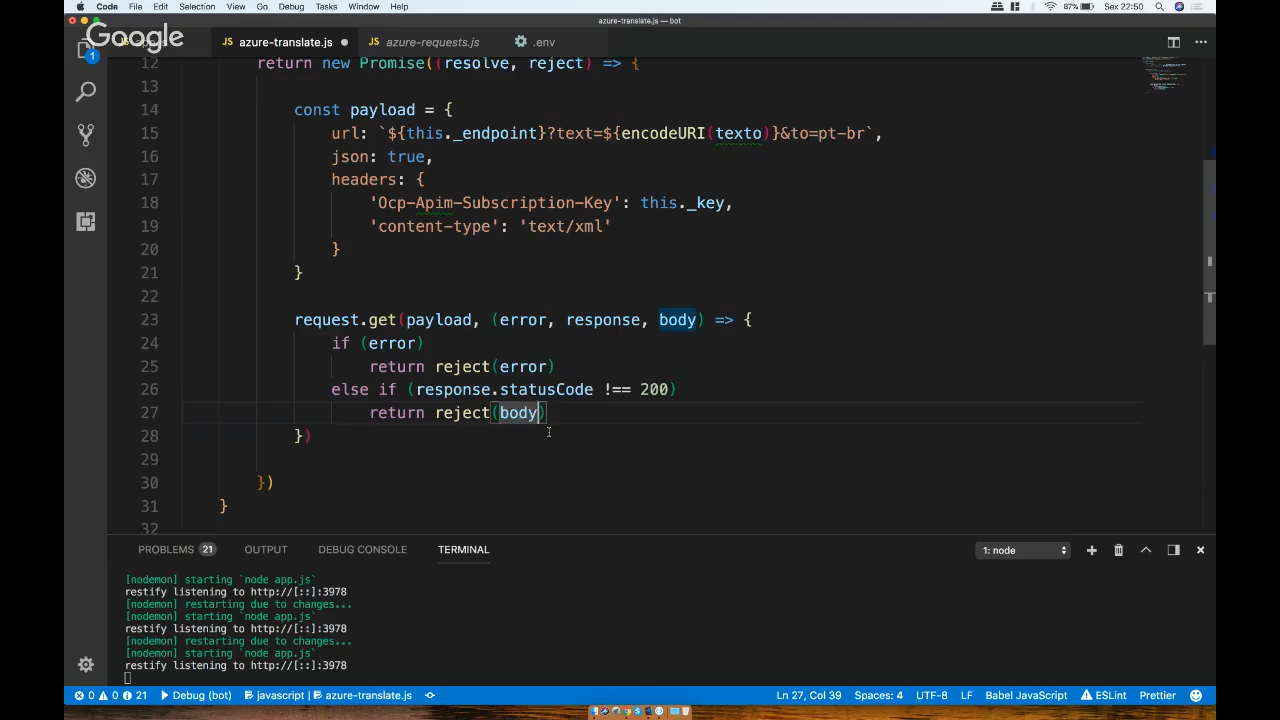 Code File Edit Selection View Go Debug Tasks Window Help 87% Sex 22:50
azure-translate.js — bot
Google
JS azure-translate.js JS azure-requests.js .env
1
12 return new Promise((resolve, reject) => {
13
14 const payload = {
15 url: `${this._endpoint}?text=${encodeURI(texto)}&to=pt-br`,
16 json: true,
17 headers: {
18 'Ocp-Apim-Subscription-Key': this._key,
19 'content-type': 'text/xml'
20 }
21 }
22
23 request.get(payload, (error, response, body) => {
24 if (error)
25 return reject(error)
26 else if (response.statusCode !== 200)
27 return reject(body)
28 })
29
30 })
31 }
32
PROBLEMS 21 OUTPUT DEBUG CONSOLE TERMINAL 1: node
[nodemon] starting `node app.js`
restify listening to http://[::]:3978
[nodemon] restarting due to changes...
[nodemon] starting `node app.js`
restify listening to http://[::]:3978
[nodemon] restarting due to changes...
[nodemon] starting `node app.js`
restify listening to http://[::]:3978
0 0 21 Debug (bot) javascript | azure-translate.js Ln 27, Col 39 Spaces: 4 UTF-8 LF Babel JavaScript ESLint Prettier